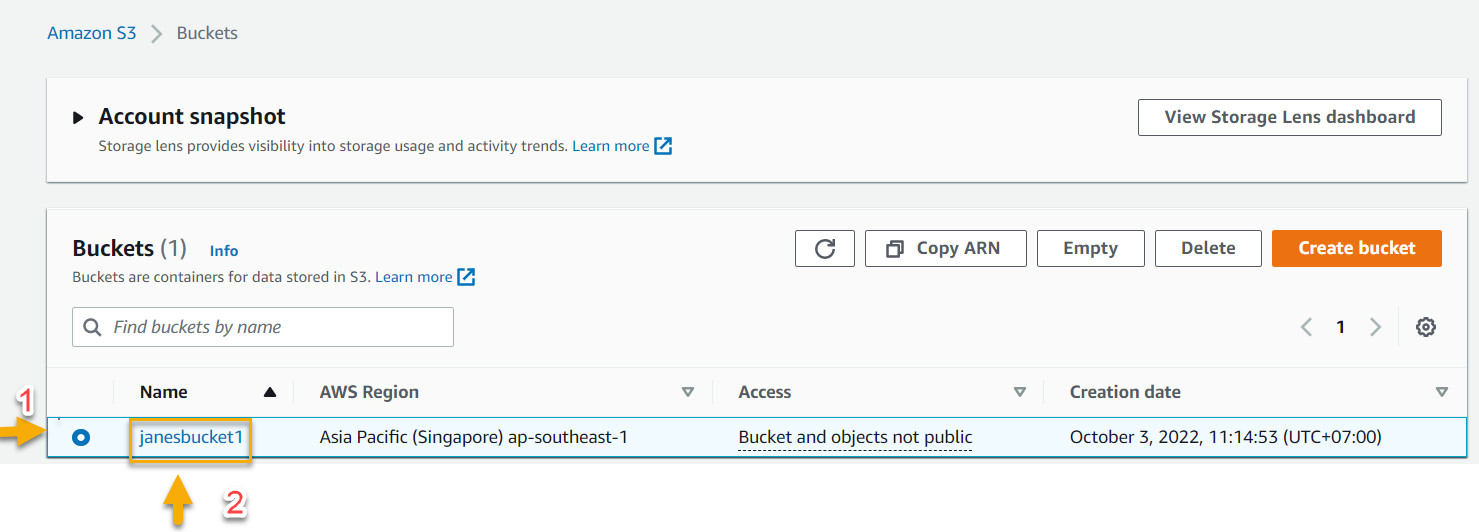 Amazon S3 > Buckets
Account snapshot
View Storage Lens dashboard
Storage lens provides visibility into storage usage and activity trends. Learn more
Buckets (1) Info
Copy ARN Empty Delete Create bucket
Buckets are containers for data stored in S3. Learn more
Find buckets by name
1
Name AWS Region Access Creation date
1
janesbucket1 Asia Pacific (Singapore) ap-southeast-1 Bucket and objects not public October 3, 2022, 11:14:53 (UTC+07:00)
2